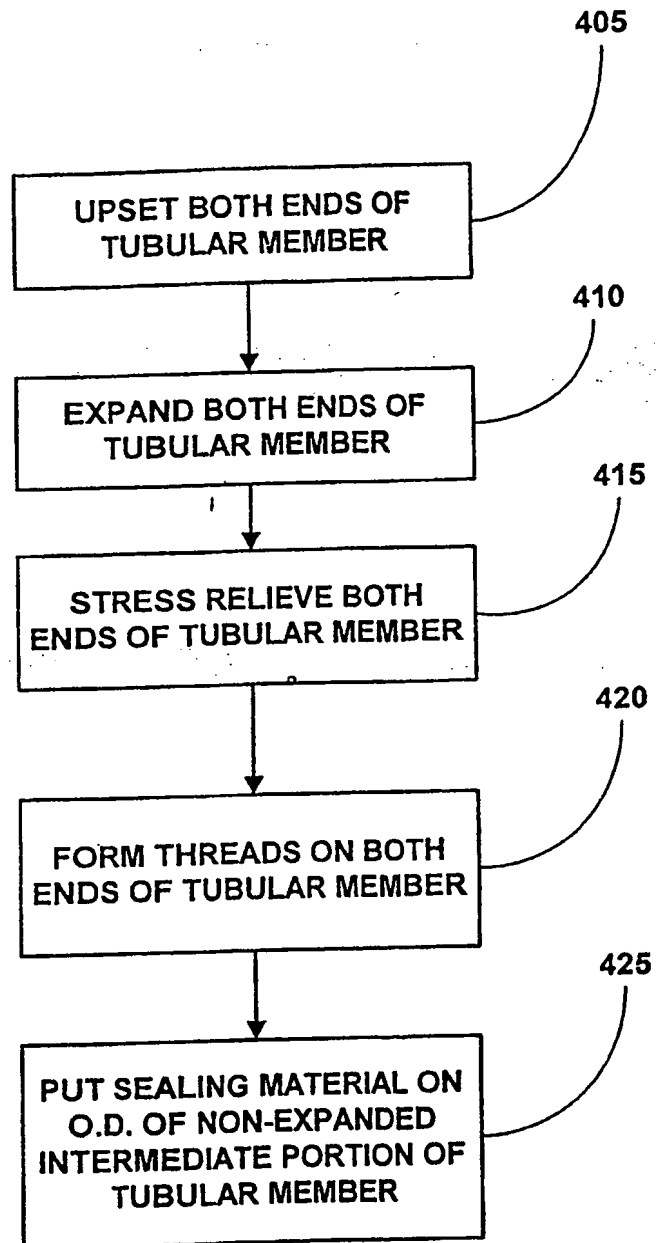 405
UPSET BOTH ENDS OF
TUBULAR MEMBER
410
EXPAND BOTH ENDS OF
TUBULAR MEMBER
415
STRESS RELIEVE BOTH
ENDS OF TUBULAR MEMBER
420
FORM THREADS ON BOTH
ENDS OF TUBULAR MEMBER
425
PUT SEALING MATERIAL ON
O.D. OF NON-EXPANDED
INTERMEDIATE PORTION OF
TUBULAR MEMBER